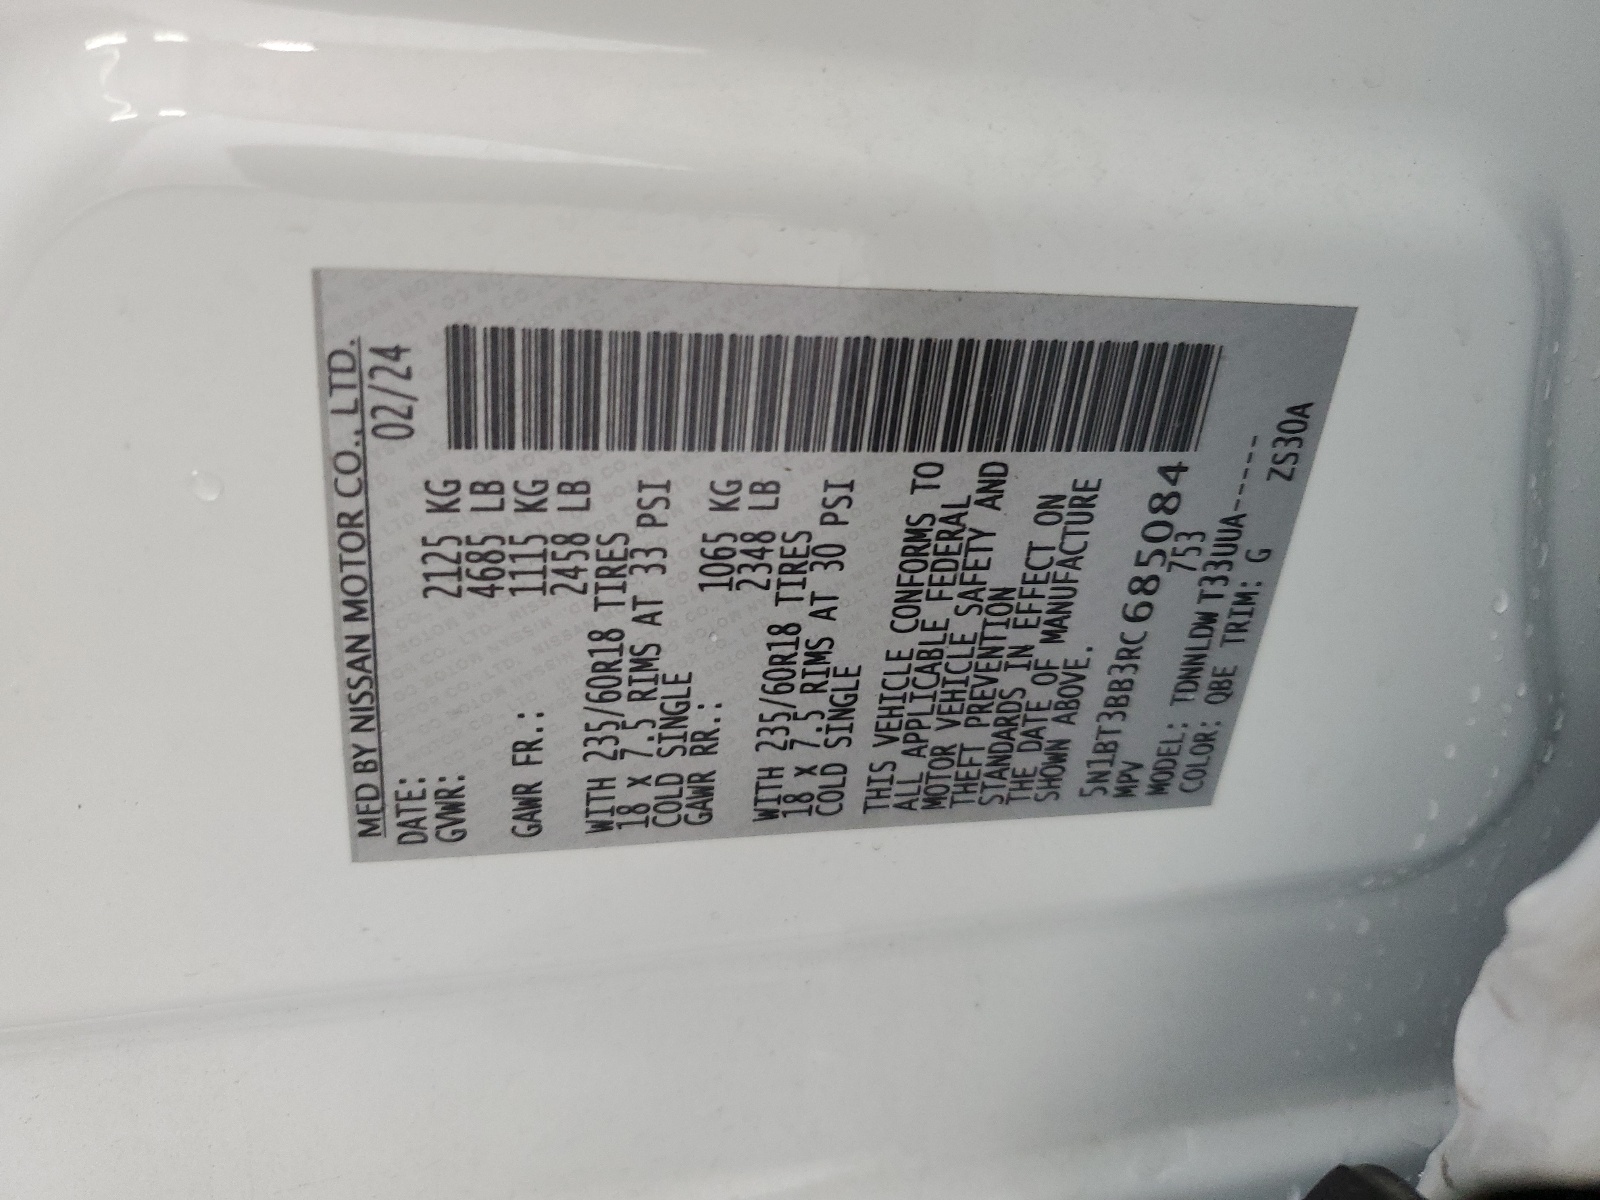 MFD BY NISSAN MOTOR CO., LTD.
DATE: 02/24
GVWR: 2125 KG
4685 LB
GAWR FR.: 1115 KG
2458 LB
WITH 235/60R18 TIRES
18 X 7.5 RIMS AT 33 PSI
COLD SINGLE
GAWR RR.: 1065 KG
2348 LB
WITH 235/60R18 TIRES
18 X 7.5 RIMS AT 30 PSI
COLD SINGLE
THIS VEHICLE CONFORMS TO
ALL APPLICABLE FEDERAL
MOTOR VEHICLE SAFETY AND
THEFT PREVENTION
STANDARDS IN EFFECT ON
THE DATE OF MANUFACTURE
SHOWN ABOVE.
5N1BT3BB3RC685084
MPV 753
MODEL: TDNNLDWT33UUA-----
COLOR: QBE TRIM: G
ZS30A